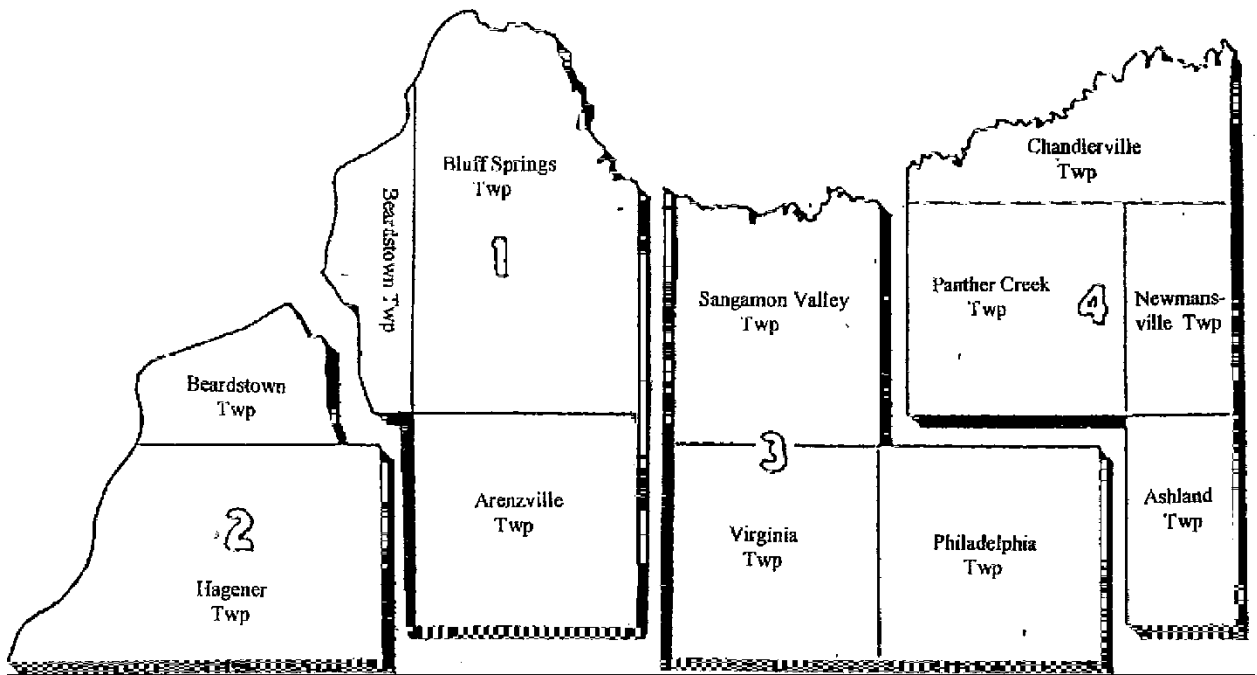 Bluff Springs
Twp
1
Beardstown Twp
Arenzville
Twp
Beardstown
Twp
2
Hagener
Twp
Sangamon Valley
Twp
3
Virginia
Twp
Philadelphia
Twp
Chandlerville
Twp
Panther Creek
Twp
4
Newmans-
ville Twp
Ashland
Twp